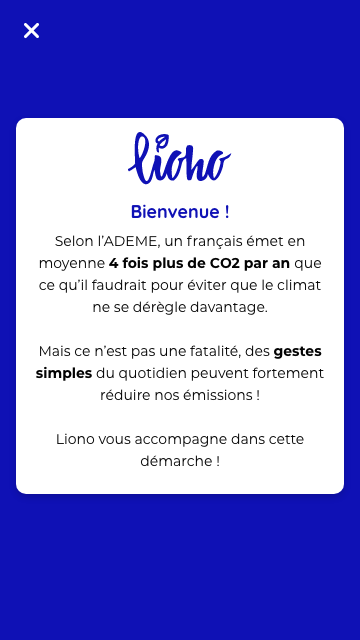 liono
Bienvenue !
Selon l’ADEME, un français émet en
moyenne 4 fois plus de CO2 par an que
ce qu’il faudrait pour éviter que le climat
ne se dérègle davantage.
Mais ce n’est pas une fatalité, des gestes
simples du quotidien peuvent fortement
réduire nos émissions !
Liono vous accompagne dans cette
démarche !